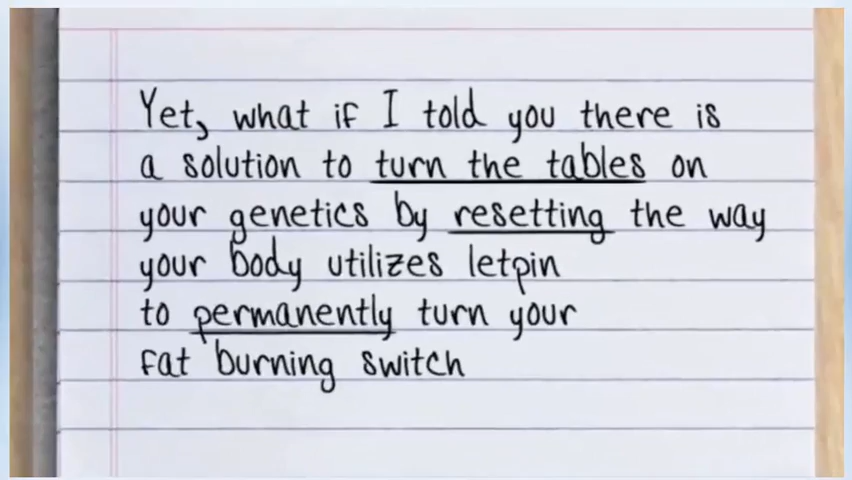 Yet, what if I told you there is
a solution to turn the tables on
your genetics by resetting the way
your body utilizes letpin
to permanently turn your
fat burning switch